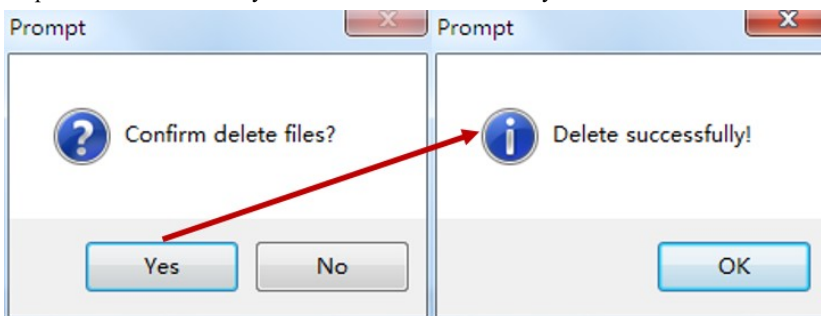 Prompt
Confirm delete files?
Yes No
Prompt
Delete successfully!
OK